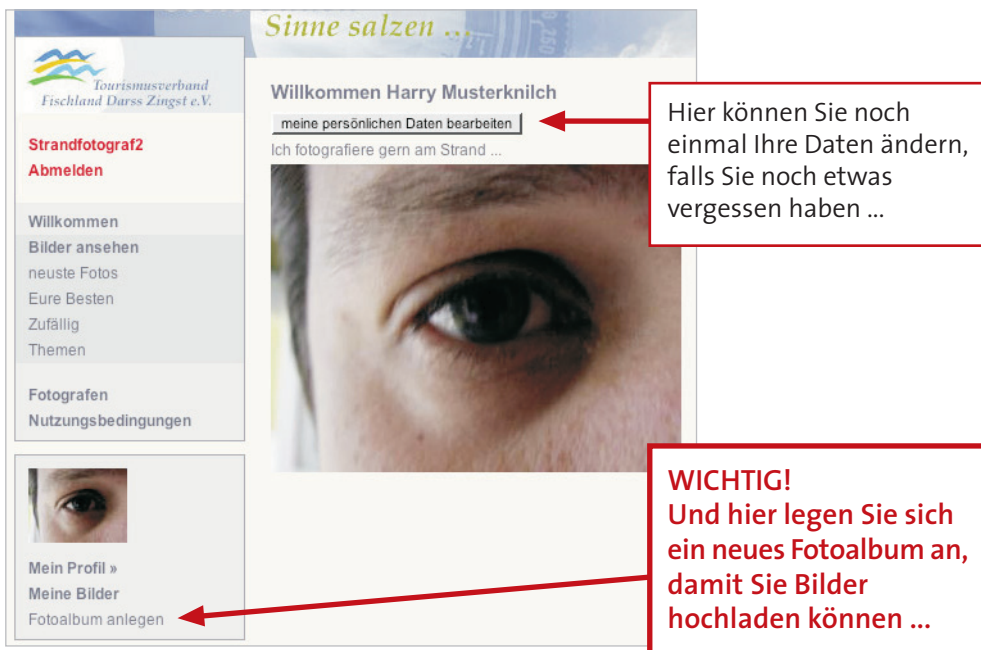 Sinne salzen ...
Tourismusverband
Fischland Darss Zingst e.V.
Strandfotograf2
Abmelden
Willkommen
Bilder ansehen
neuste Fotos
Eure Besten
Zufällig
Themen
Fotografen
Nutzungsbedingungen
Mein Profil »
Meine Bilder
Fotoalbum anlegen
Willkommen Harry Musterknilch
meine persönlichen Daten bearbeiten
Ich fotografiere gern am Strand ...
Hier können Sie noch
einmal Ihre Daten ändern,
falls Sie noch etwas
vergessen haben ...
WICHTIG!
Und hier legen Sie sich
ein neues Fotoalbum an,
damit Sie Bilder
hochladen können ...